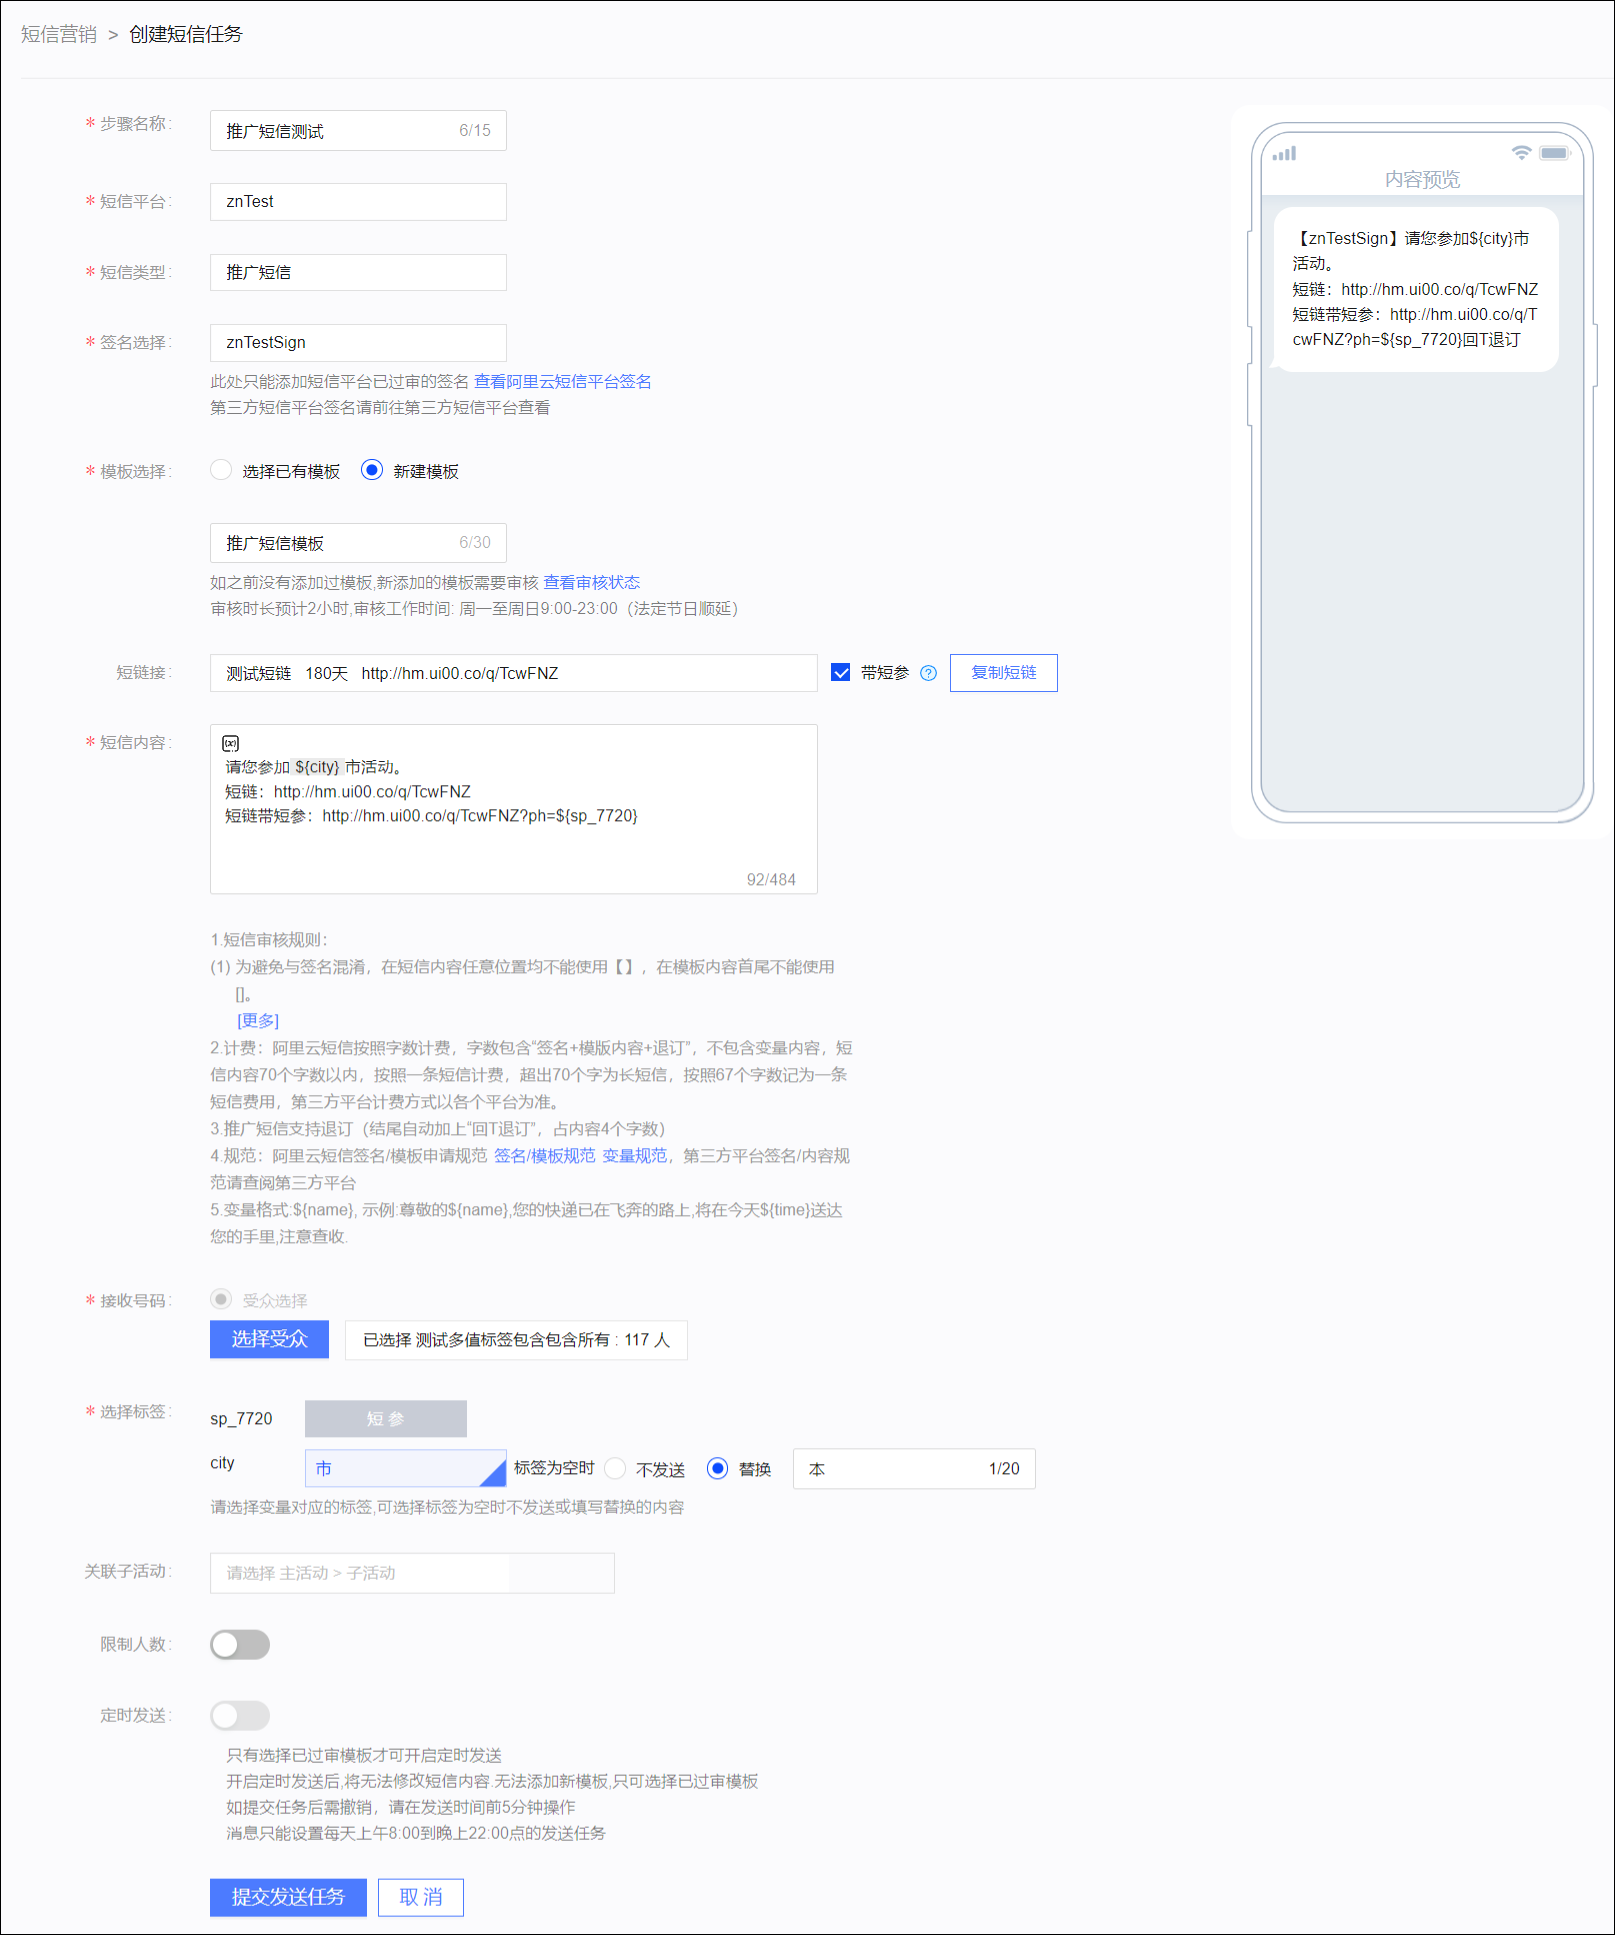 短信营销 > 创建短信任务
* 步骤名称: 推广短信测试 6/15
* 短信平台: znTest
* 短信类型: 推广短信
* 签名选择: znTestSign
此处只能添加短信平台已过审的签名 查看阿里云短信平台签名
第三方短信平台签名请前往第三方短信平台查看
* 模板选择: 选择已有模板 新建模板
推广短信模板 6/30
如之前没有添加过模板,新添加的模板需要审核 查看审核状态
审核时长预计2小时,审核工作时间: 周一至周日9:00-23:00（法定节日顺延）
短链接: 测试短链 180天 http://hm.ui00.co/q/TcwFNZ 带短参 ? 复制短链
* 短信内容: (x)
请您参加 ${city} 市活动。
短链：http://hm.ui00.co/q/TcwFNZ
短链带短参：http://hm.ui00.co/q/TcwFNZ?ph=${sp_7720}
92/484
1.短信审核规则：
(1) 为避免与签名混淆，在短信内容任意位置均不能使用【】，在模板内容首尾不能使用
[]。
[更多]
2.计费：阿里云短信按照字数计费，字数包含“签名+模版内容+退订”，不包含变量内容，短
信内容70个字数以内，按照一条短信计费，超出70个字为长短信，按照67个字数记为一条
短信费用，第三方平台计费方式以各个平台为准。
3.推广短信支持退订（结尾自动加上“回T退订”，占内容4个字数）
4.规范：阿里云短信签名/模板申请规范 签名/模板规范 变量规范，第三方平台签名/内容规
范请查阅第三方平台
5.变量格式:${name}, 示例:尊敬的${name},您的快递已在飞奔的路上,将在今天${time}送达
您的手里,注意查收.
* 接收号码: 受众选择
选择受众 已选择 测试多值标签包含包含所有 : 117 人
* 选择标签: sp_7720 短 参
city 市 标签为空时 不发送 替换 本 1/20
请选择变量对应的标签,可选择标签为空时不发送或填写替换的内容
关联子活动: 请选择 主活动 > 子活动
限制人数:
定时发送:
只有选择已过审模板才可开启定时发送
开启定时发送后,将无法修改短信内容.无法添加新模板,只可选择已过审模板
如提交任务后需撤销，请在发送时间前5分钟操作
消息只能设置每天上午8:00到晚上22:00点的发送任务
提交发送任务 取 消
内容预览
【znTestSign】请您参加${city}市
活动。
短链：http://hm.ui00.co/q/TcwFNZ
短链带短参：http://hm.ui00.co/q/T
cwFNZ?ph=${sp_7720}回T退订